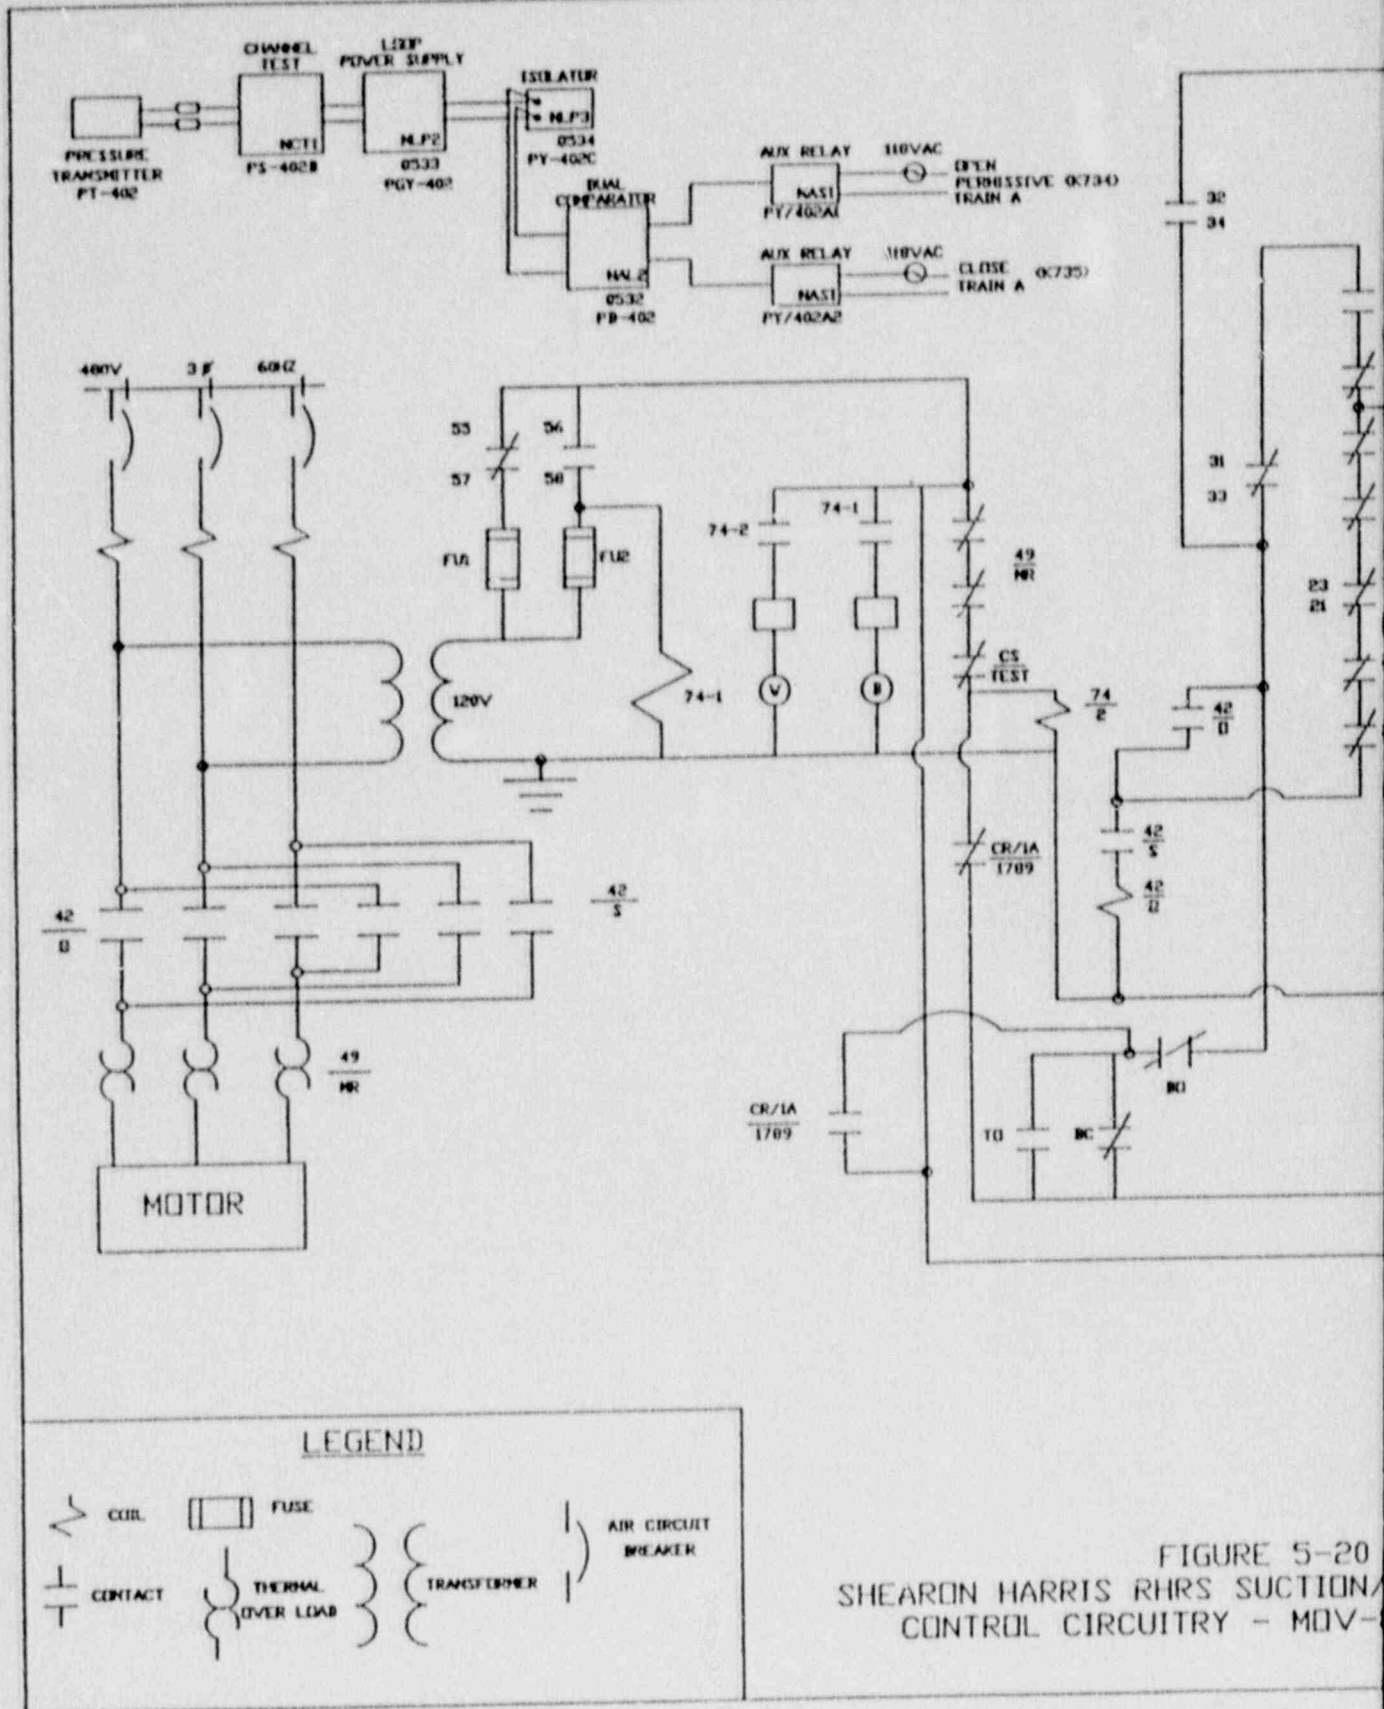 CHANNEL
TEST
LOOP
POWER SUPPLY
ISOLATOR
NCT1
NLP2
NLP3
PRESSURE
TRANSMITTER
PT-402
PS-402B
0533
PGY-402
0534
PY-402C
DUAL
COMPARATOR
NAL2
0532
PB-402
AUX RELAY
118VAC
NAS1
PY/402A1
OPEN
PERMISSIVE (K734)
TRAIN A
AUX RELAY
118VAC
NAS1
PY/402A2
CLOSE (K735)
TRAIN A
32
34
480V
3 Ø
60HZ
55
57
56
58
FU1
FU2
74-2
74-1
49
MR
31
33
23
21
CS
TEST
120V
74-1
W
B
74
2
42
O
CR/1A
1709
42
S
42
O
42
O
42
S
49
MR
CR/1A
1709
TO
BC
BO
MOTOR
LEGEND
COIL
FUSE
CONTACT
THERMAL
OVER LOAD
TRANSFORMER
AIR CIRCUIT
BREAKER
FIGURE 5-20
SHEARON HARRIS RHRS SUCTION/
CONTROL CIRCUITRY - MOV-